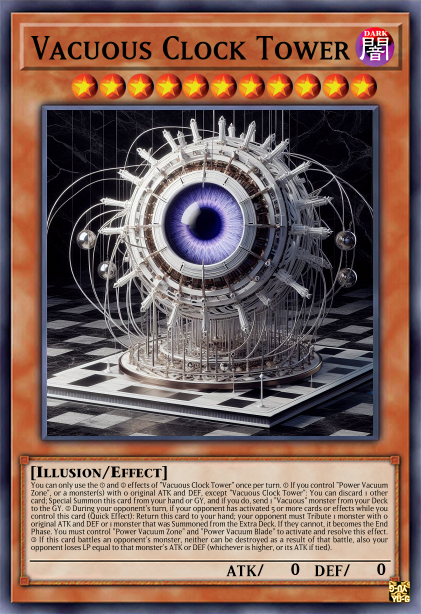 Vacuous Clock Tower
DARK
闇
[Illusion/Effect]
You can only use the ① and ② effects of "Vacuous Clock Tower" once per turn. ① If you control "Power Vacuum
Zone", or a monster(s) with 0 original ATK and DEF, except "Vacuous Clock Tower": You can discard 1 other
card; Special Summon this card from your hand or GY, and if you do, send 1 "Vacuous" monster from your Deck
to the GY. ② During your opponent's turn, if your opponent has activated 5 or more cards or effects while you
control this card (Quick Effect): Return this card to your hand; your opponent must Tribute 1 monster with 0
original ATK and DEF or 1 monster that was Summoned from the Extra Deck. If they cannot, it becomes the End
Phase. You must control "Power Vacuum Zone" and "Power Vacuum Blade" to activate and resolve this effect.
③ If this card battles an opponent's monster, neither can be destroyed as a result of that battle, also your
opponent loses LP equal to that monster's ATK or DEF (whichever is higher, or its ATK if tied).
ATK/ 0 DEF/ 0